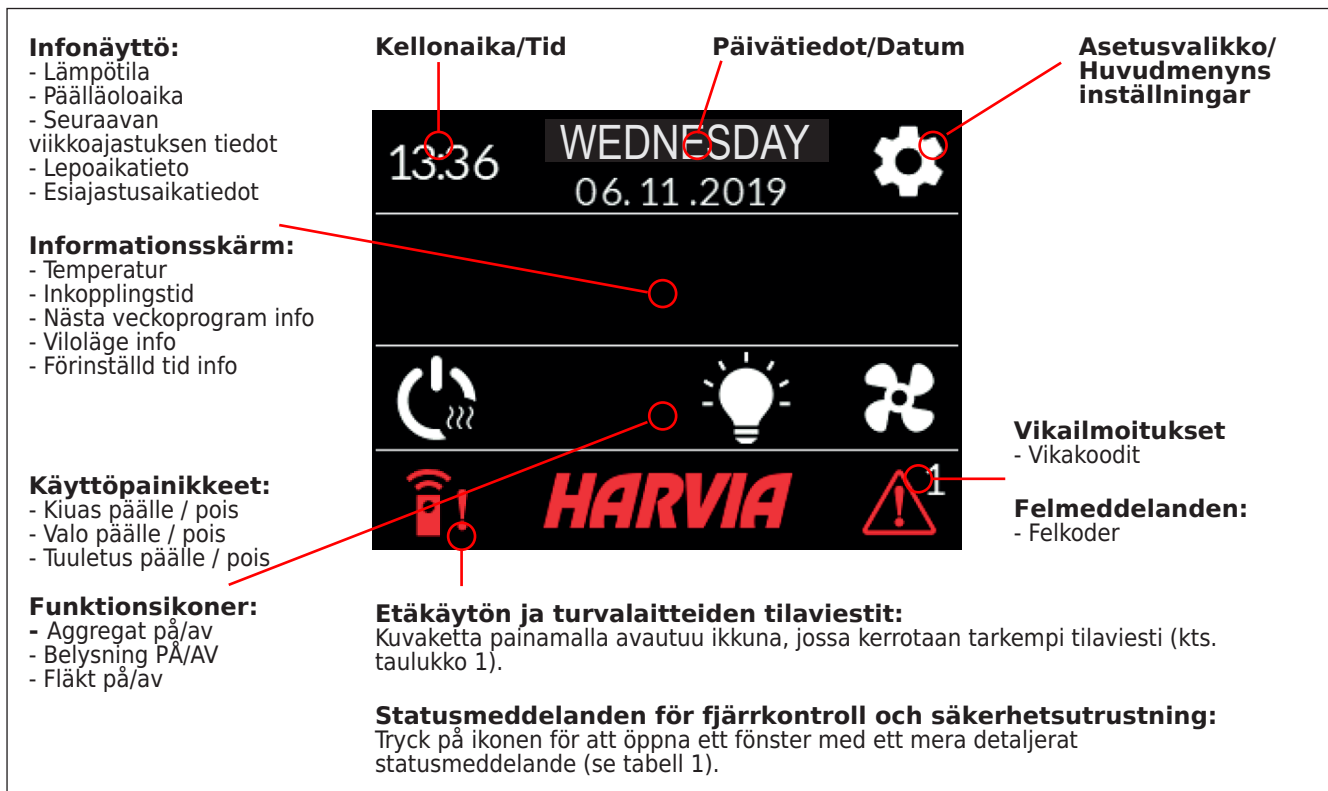 Infonäyttö:
- Lämpötila
- Päälläoloaika
- Seuraavan
viikkoajastuksen tiedot
- Lepoaikatieto
- Esiajastusaikatiedot
Informationsskärm:
- Temperatur
- Inkopplingstid
- Nästa veckoprogram info
- Viloläge info
- Förinställd tid info
Käyttöpainikkeet:
- Kiuas päälle / pois
- Valo päälle / pois
- Tuuletus päälle / pois
Funktionsikoner:
- Aggregat på/av
- Belysning PÅ/AV
- Fläkt på/av
Kellonaika/Tid
Päivätiedot/Datum
Asetusvalikko/
Huvudmenyns
inställningar
13.36
WEDNESDAY
06.11.2019
HARVIA
1
Vikailmoitukset
- Vikakoodit
Felmeddelanden:
- Felkoder
Etäkäytön ja turvalaitteiden tilaviestit:
Kuvaketta painamalla avautuu ikkuna, jossa kerrotaan tarkempi tilaviesti (kts.
taulukko 1).
Statusmeddelanden för fjärrkontroll och säkerhetsutrustning:
Tryck på ikonen för att öppna ett fönster med ett mera detaljerat
statusmeddelande (se tabell 1).